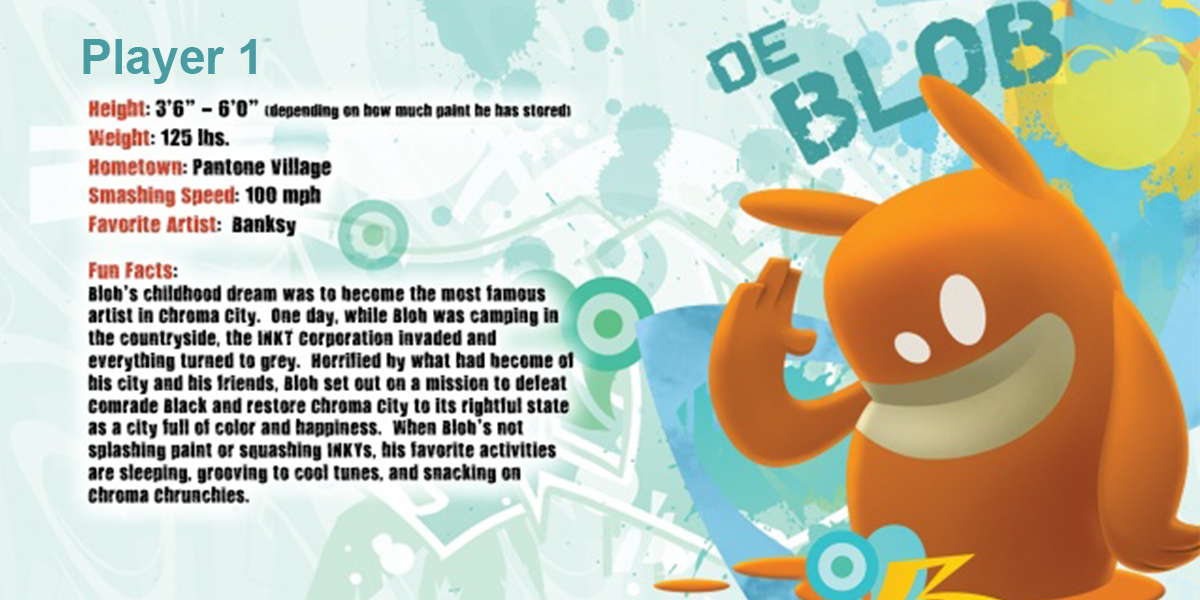 Player 1
DE
BLOB
Height: 3'6" – 6'0" (depending on how much paint he has stored)
Weight: 125 lbs.
Hometown: Pantone Village
Smashing Speed: 100 mph
Favorite Artist: Banksy
Fun Facts:
Blob's childhood dream was to become the most famous
artist in Chroma City. One day, while Blob was camping in
the countryside, the INKT Corporation invaded and
everything turned to grey. Horrified by what had become of
his city and his friends, Blob set out on a mission to defeat
Comrade Black and restore Chroma City to its rightful state
as a city full of color and happiness. When Blob's not
splashing paint or squashing INKYs, his favorite activities
are sleeping, grooving to cool tunes, and snacking on
Chroma Chrunchies.